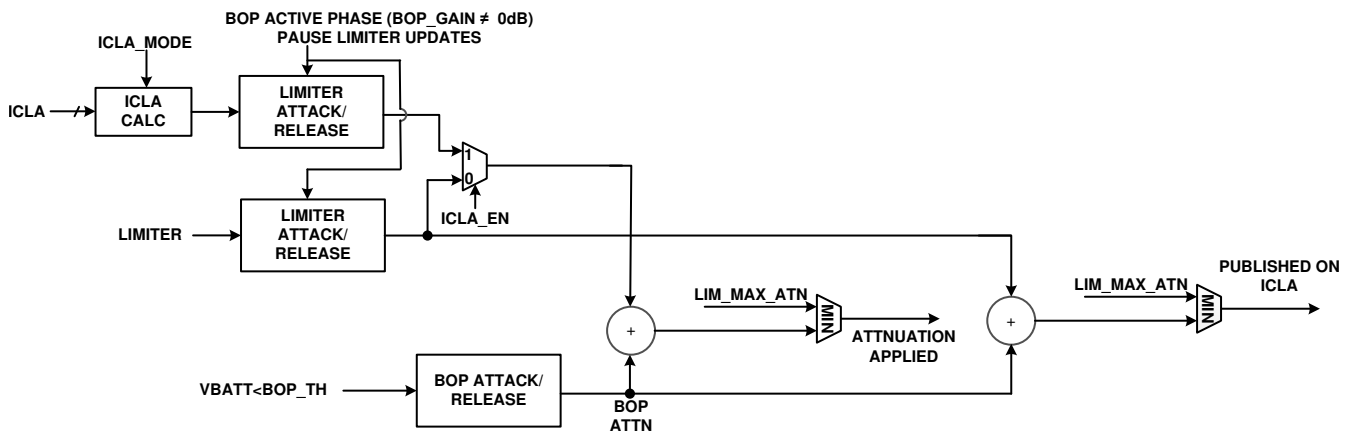 BOP ACTIVE PHASE (BOP_GAIN ≠ 0dB)
PAUSE LIMITER UPDATES
ICLA_MODE
ICLA
ICLA
CALC
LIMITER
ATTACK/
RELEASE
1
0
ICLA_EN
LIMITER
LIMITER
ATTACK/
RELEASE
LIM_MAX_ATN
MIN
+
ATTNUATION
APPLIED
LIM_MAX_ATN
MIN
+
PUBLISHED ON
ICLA
VBATT<BOP_TH
BOP ATTACK/
RELEASE
BOP
ATTN